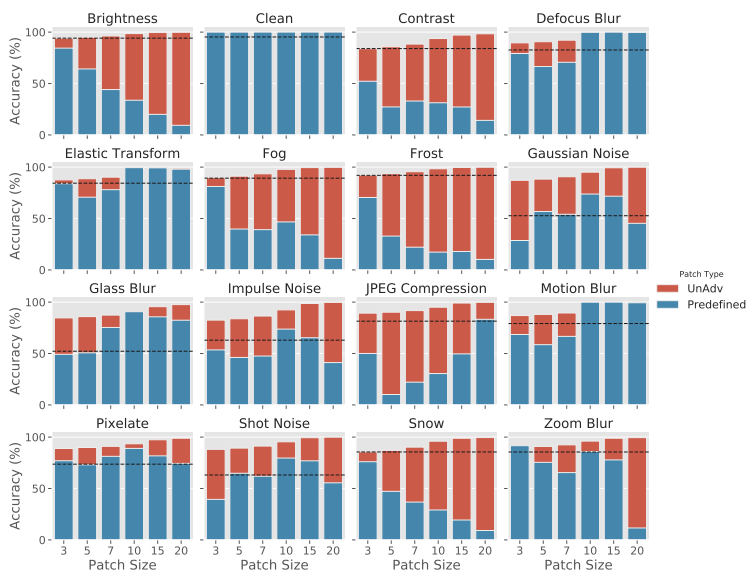 Brightness Clean Contrast Defocus Blur
Accuracy (%)
100
50
0
Elastic Transform Fog Frost Gaussian Noise
Accuracy (%)
100
50
0
Patch Type
UnAdv
Predefined
Glass Blur Impulse Noise JPEG Compression Motion Blur
Accuracy (%)
100
50
0
Pixelate Shot Noise Snow Zoom Blur
Accuracy (%)
100
50
0
3 5 7 10 15 20 3 5 7 10 15 20 3 5 7 10 15 20 3 5 7 10 15 20
Patch Size Patch Size Patch Size Patch Size